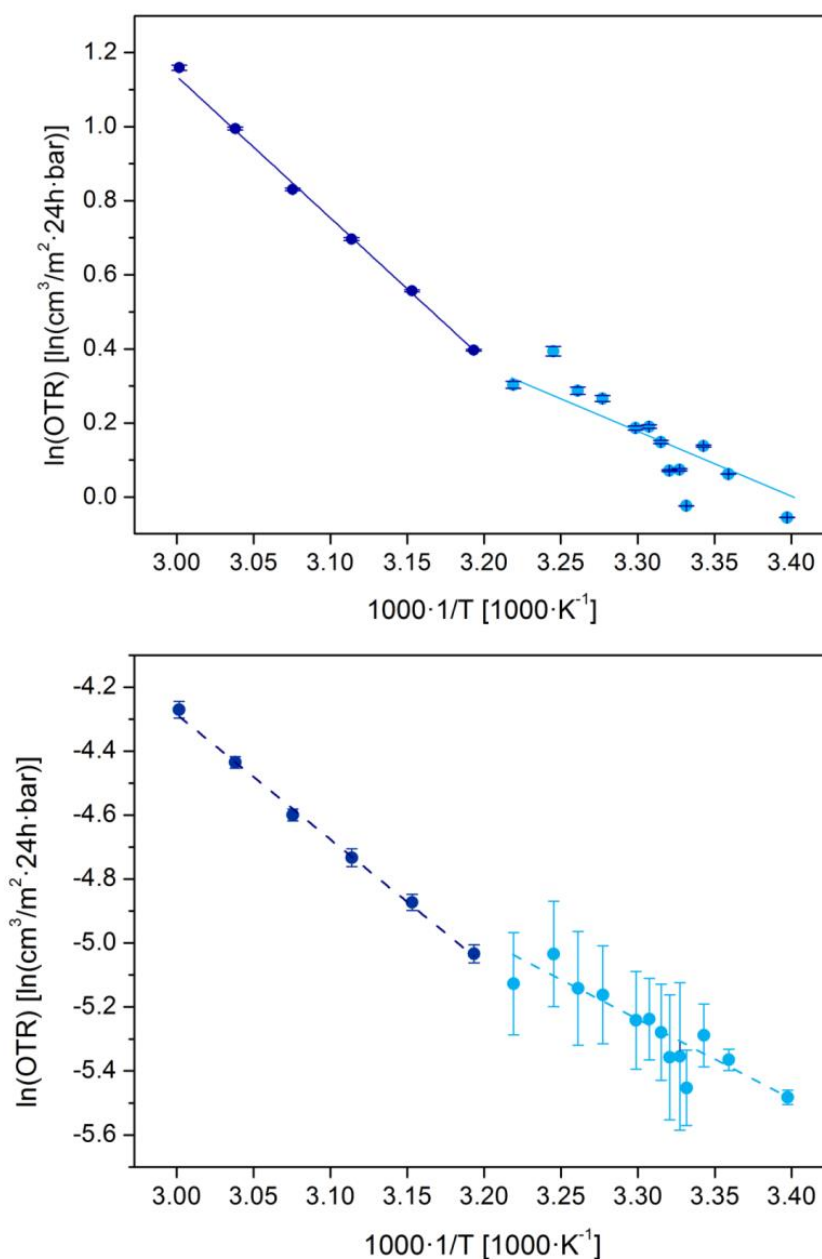 ln(OTR) [ln(cm³/m²·24h·bar)]
1.2
1.0
0.8
0.6
0.4
0.2
0.0
3.00 3.05 3.10 3.15 3.20 3.25 3.30 3.35 3.40
1000·1/T [1000·K⁻¹]
ln(OTR) [ln(cm³/m²·24h·bar)]
-4.2
-4.4
-4.6
-4.8
-5.0
-5.2
-5.4
-5.6
3.00 3.05 3.10 3.15 3.20 3.25 3.30 3.35 3.40
1000·1/T [1000·K⁻¹]